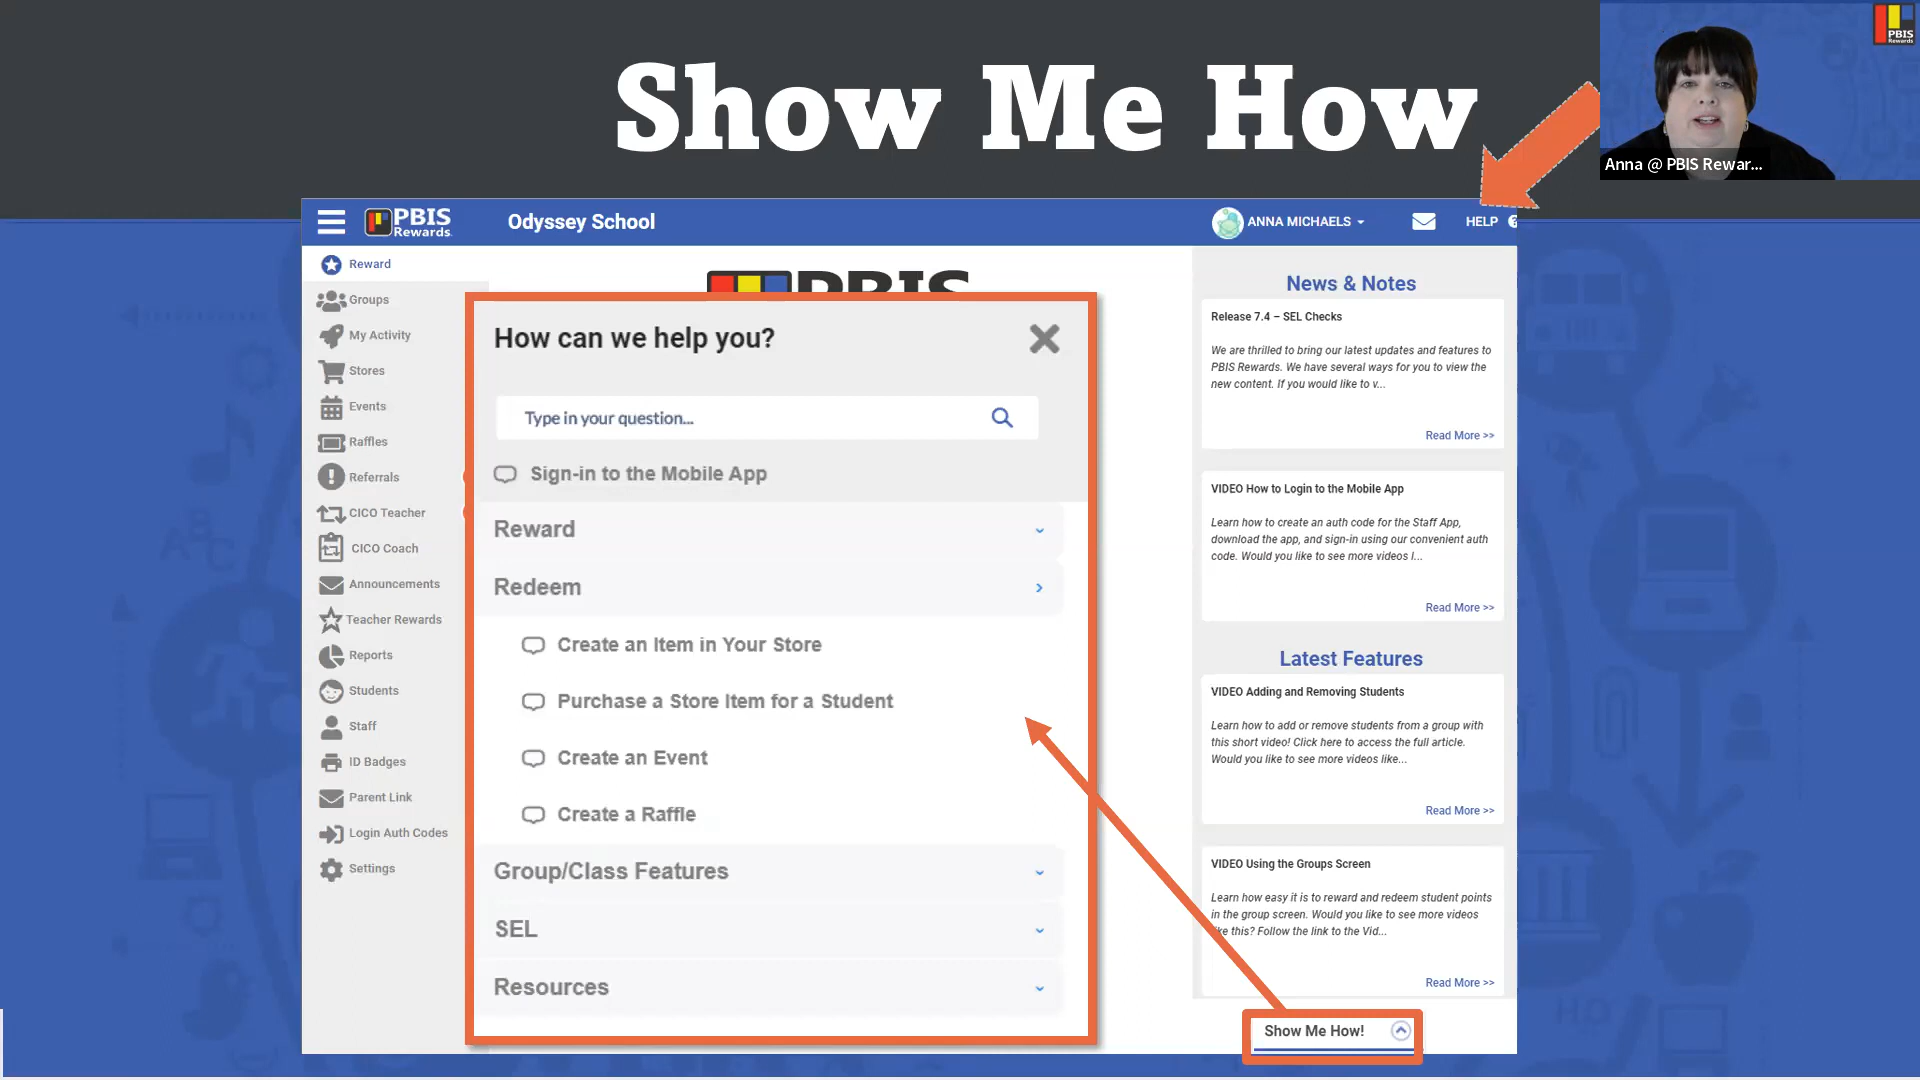 Show Me How
PBIS
Rewards
Anna @ PBIS Rewar...
PBIS
Rewards
Odyssey School
ANNA MICHAELS
HELP
Reward
Groups
My Activity
Stores
Events
Raffles
Referrals
CICO Teacher
CICO Coach
Announcements
Teacher Rewards
Reports
Students
Staff
ID Badges
Parent Link
Login Auth Codes
Settings
PBIS
How can we help you?
Type in your question...
Sign-in to the Mobile App
Reward
Redeem
Create an Item in Your Store
Purchase a Store Item for a Student
Create an Event
Create a Raffle
Group/Class Features
SEL
Resources
News & Notes
Release 7.4 – SEL Checks
We are thrilled to bring our latest updates and features to
PBIS Rewards. We have several ways for you to view the
new content. If you would like to v...
Read More >>
VIDEO How to Login to the Mobile App
Learn how to create an auth code for the Staff App,
download the app, and sign-in using our convenient auth
code. Would you like to see more videos l...
Read More >>
Latest Features
VIDEO Adding and Removing Students
Learn how to add or remove students from a group with
this short video! Click here to access the full article.
Would you like to see more videos like...
Read More >>
VIDEO Using the Groups Screen
Learn how easy it is to reward and redeem student points
in the group screen. Would you like to see more videos
this? Follow the link to the Vid...
Read More >>
Show Me How!